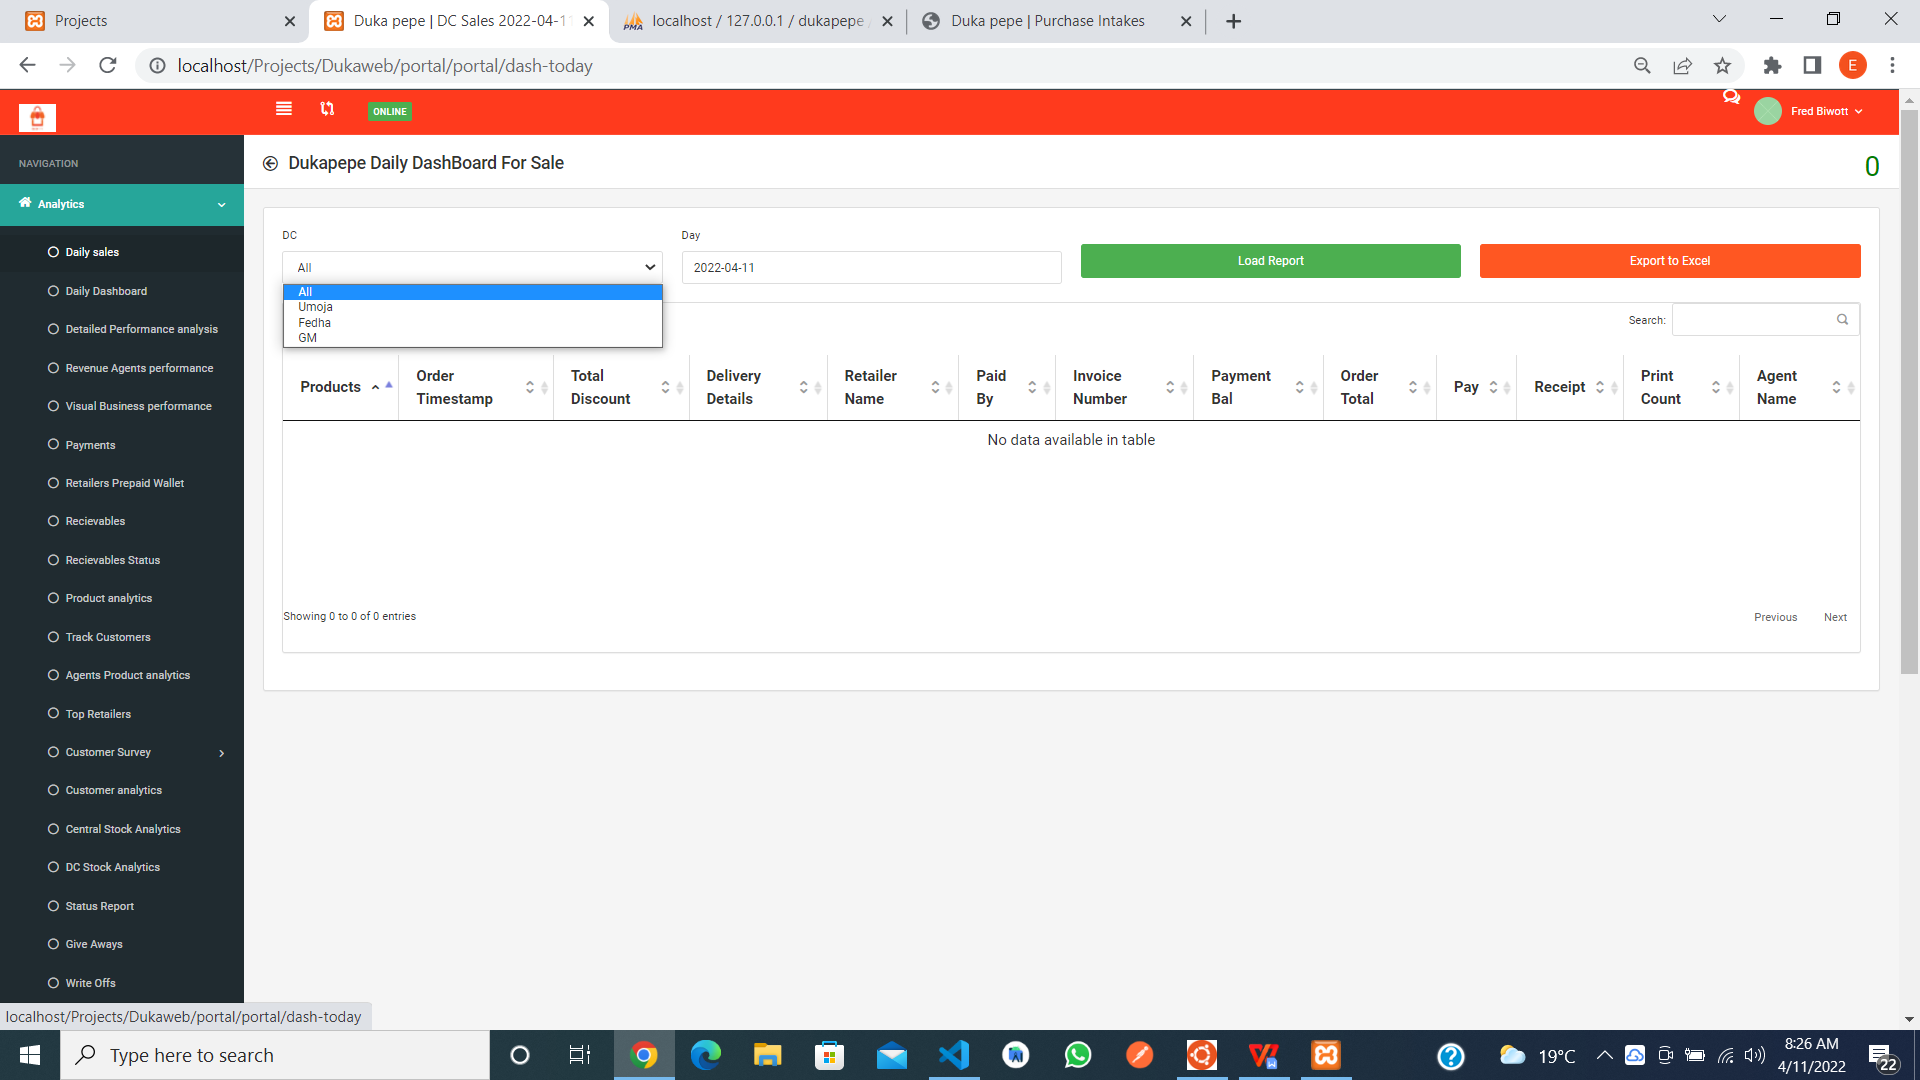 Projects
Duka pepe | DC Sales 2022-04-11
localhost / 127.0.0.1 / dukapepe
Duka pepe | Purchase Intakes
localhost/Projects/Dukaweb/portal/portal/dash-today
E
ONLINE
Fred Biwott
NAVIGATION
Dukapepe Daily DashBoard For Sale
0
Analytics
Daily sales
Daily Dashboard
Detailed Performance analysis
Revenue Agents performance
Visual Business performance
Payments
Retailers Prepaid Wallet
Recievables
Recievables Status
Product analytics
Track Customers
Agents Product analytics
Top Retailers
Customer Survey
Customer analytics
Central Stock Analytics
DC Stock Analytics
Status Report
Give Aways
Write Offs
DC
Day
All
2022-04-11
Load Report
Export to Excel
All
Umoja
Fedha
GM
Search:
Products
Order Timestamp
Total Discount
Delivery Details
Retailer Name
Paid By
Invoice Number
Payment Bal
Order Total
Pay
Receipt
Print Count
Agent Name
No data available in table
Showing 0 to 0 of 0 entries
Previous
Next
localhost/Projects/Dukaweb/portal/portal/dash-today
Type here to search
19°C
8:26 AM
4/11/2022
22